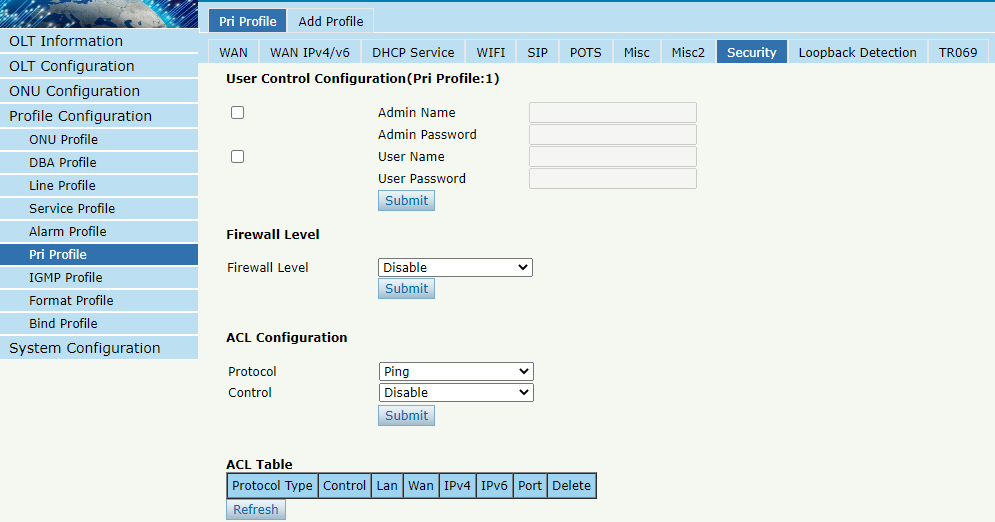 Pri Profile Add Profile
OLT Information
OLT Configuration
ONU Configuration
Profile Configuration
ONU Profile
DBA Profile
Line Profile
Service Profile
Alarm Profile
Pri Profile
IGMP Profile
Format Profile
Bind Profile
System Configuration
WAN WAN IPv4/v6 DHCP Service WIFI SIP POTS Misc Misc2 Security Loopback Detection TR069
User Control Configuration(Pri Profile:1)
Admin Name
Admin Password
User Name
User Password
Submit
Firewall Level
Firewall Level Disable
Submit
ACL Configuration
Protocol Ping
Control Disable
Submit
ACL Table
Protocol Type Control Lan Wan IPv4 IPv6 Port Delete
Refresh